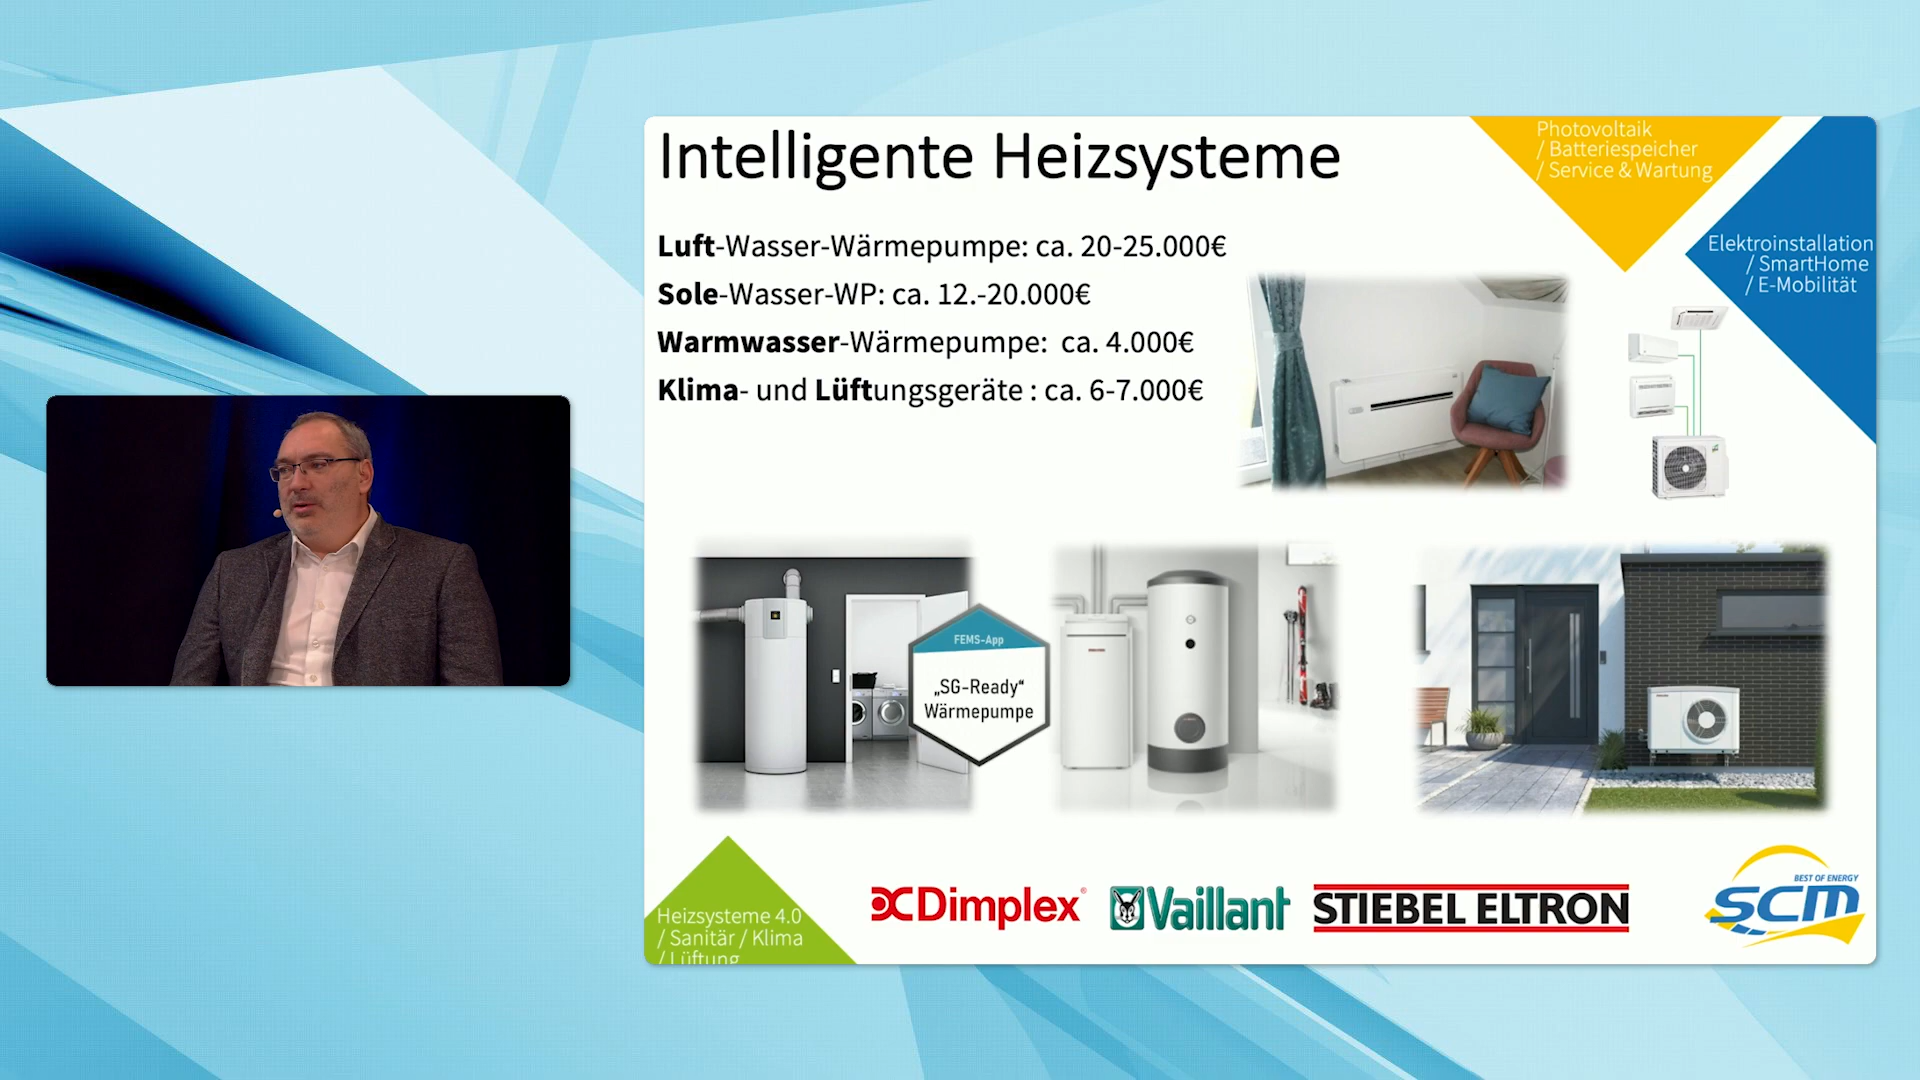 Intelligente Heizsysteme
Photovoltaik
/ Batteriespeicher
/ Service & Wartung
Elektroinstallation
/ SmartHome
/ E-Mobilität
Luft-Wasser-Wärmepumpe: ca. 20-25.000€
Sole-Wasser-WP: ca. 12.-20.000€
Warmwasser-Wärmepumpe:  ca. 4.000€
Klima- und Lüftungsgeräte : ca. 6-7.000€
FEMS-App
„SG-Ready“
Wärmepumpe
Heizsysteme 4.0
/ Sanitär / Klima
/ Lüftung
Dimplex®
Vaillant
STIEBEL ELTRON
BEST OF ENERGY
SCM